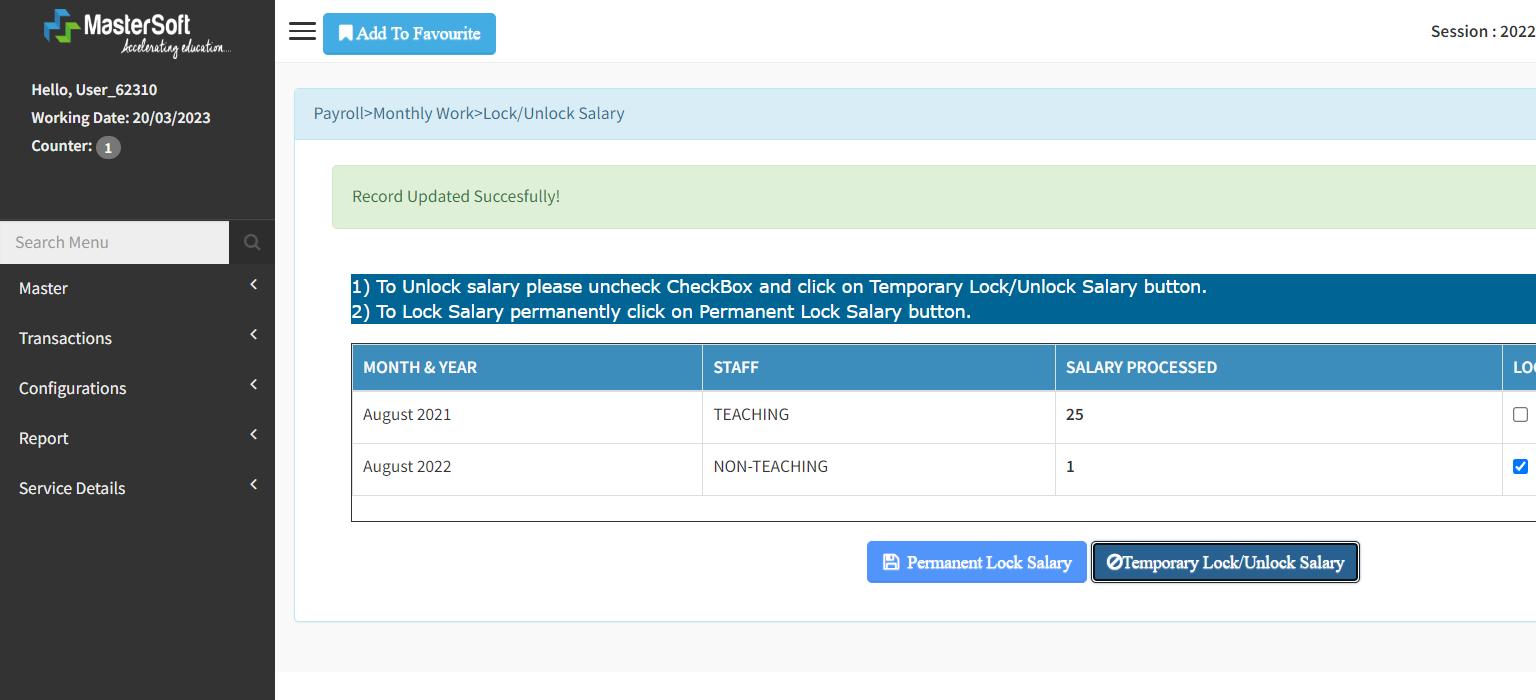 MasterSoft
Accelerating education....
Add To Favourite
Session : 2022
Hello, User_62310
Working Date: 20/03/2023
Counter: 1
Search Menu
Master
Transactions
Configurations
Report
Service Details
Payroll>Monthly Work>Lock/Unlock Salary
Record Updated Succesfully!
1) To Unlock salary please uncheck CheckBox and click on Temporary Lock/Unlock Salary button.
2) To Lock Salary permanently click on Permanent Lock Salary button.
MONTH & YEAR STAFF SALARY PROCESSED
August 2021 TEACHING 25
August 2022 NON-TEACHING 1
Permanent Lock Salary Temporary Lock/Unlock Salary